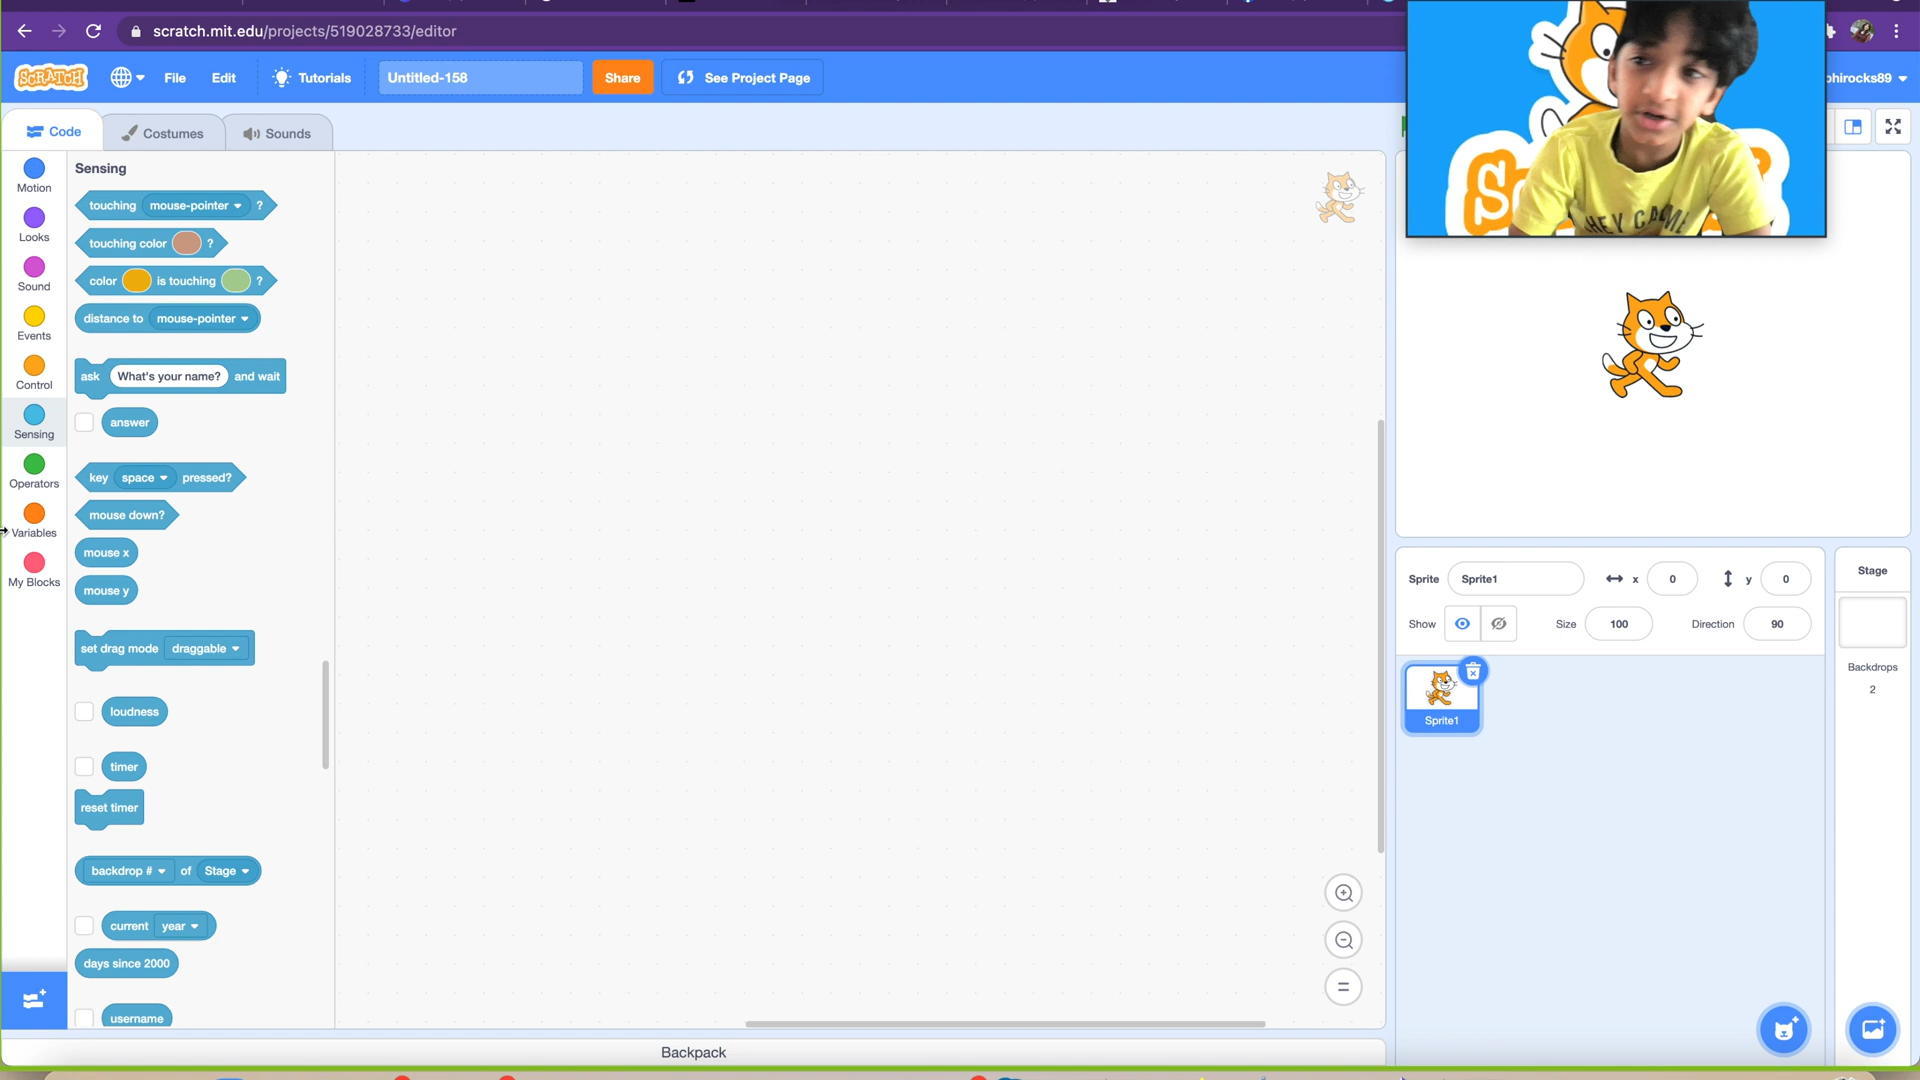 scratch.mit.edu/projects/519028733/editor
SCRATCH
File
Edit
Tutorials
Untitled-158
Share
See Project Page
phirocks89
Code
Costumes
Sounds
Motion
Looks
Sound
Events
Control
Sensing
Operators
Variables
My Blocks
Sensing
touching mouse-pointer ?
touching color ?
color is touching ?
distance to mouse-pointer
ask What's your name? and wait
answer
key space pressed?
mouse down?
mouse x
mouse y
set drag mode draggable
loudness
timer
reset timer
backdrop # of Stage
current year
days since 2000
username
HEY
Sprite Sprite1 x 0 y 0
Show Size 100 Direction 90
Sprite1
Stage
Backdrops
2
Backpack